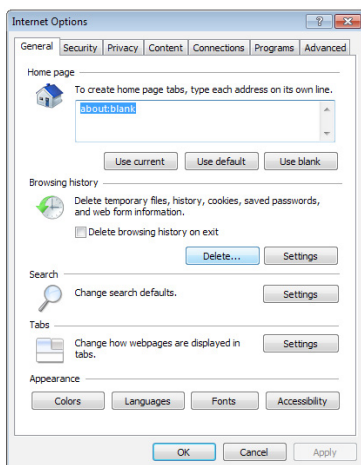 Internet Options
General Security Privacy Content Connections Programs Advanced
Home page
To create home page tabs, type each address on its own line.
about:blank
Use current Use default Use blank
Browsing history
Delete temporary files, history, cookies, saved passwords,
and web form information.
Delete browsing history on exit
Delete... Settings
Search
Change search defaults. Settings
Tabs
Change how webpages are displayed in
tabs.
Settings
Appearance
Colors Languages Fonts Accessibility
OK Cancel Apply